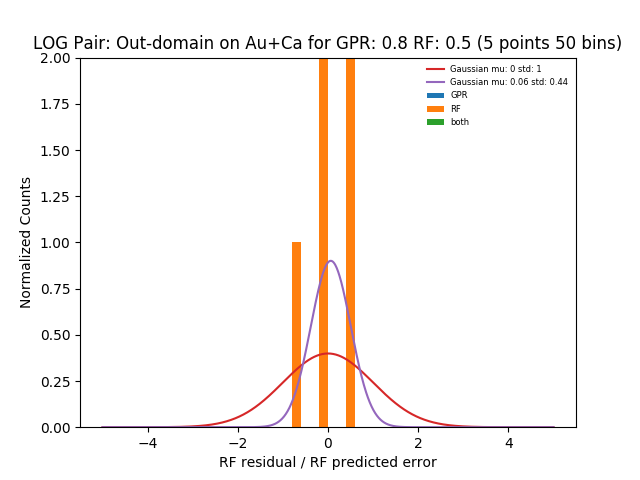 LOG Pair: Out-domain on Au+Ca for GPR: 0.8 RF: 0.5 (5 points 50 bins)
Gaussian mu: 0 std: 1
Gaussian mu: 0.06 std: 0.44
GPR
RF
both
2.00
1.75
1.50
1.25
1.00
0.75
0.50
0.25
0.00
Normalized Counts
−4
−2
0
2
4
RF residual / RF predicted error